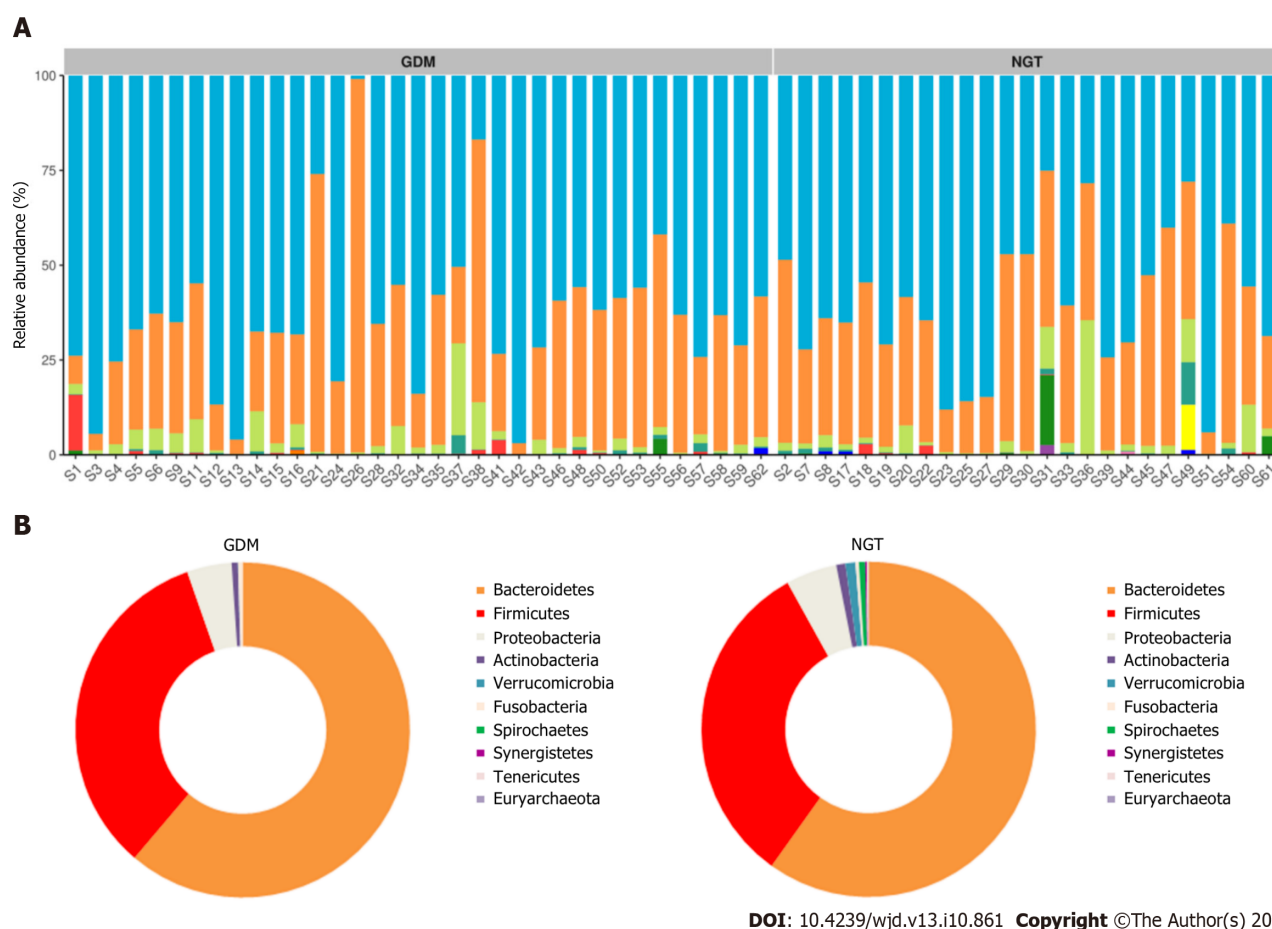 A
GDM NGT
100
75
50
25
0
Relative abundance (%)
S1 S3 S4 S5 S6 S9 S11 S12 S13 S14 S15 S16 S21 S24 S26 S28 S32 S34 S35 S37 S38 S41 S42 S43 S46 S48 S50 S52 S53 S55 S56 S57 S58 S59 S62 S2 S7 S8 S17 S18 S19 S20 S22 S23 S25 S27 S29 S30 S31 S33 S36 S39 S44 S45 S47 S49 S51 S54 S60 S61
B
GDM
Bacteroidetes
Firmicutes
Proteobacteria
Actinobacteria
Verrucomicrobia
Fusobacteria
Spirochaetes
Synergistetes
Tenericutes
Euryarchaeota
NGT
Bacteroidetes
Firmicutes
Proteobacteria
Actinobacteria
Verrucomicrobia
Fusobacteria
Spirochaetes
Synergistetes
Tenericutes
Euryarchaeota
DOI: 10.4239/wjd.v13.i10.861 Copyright ©The Author(s) 20